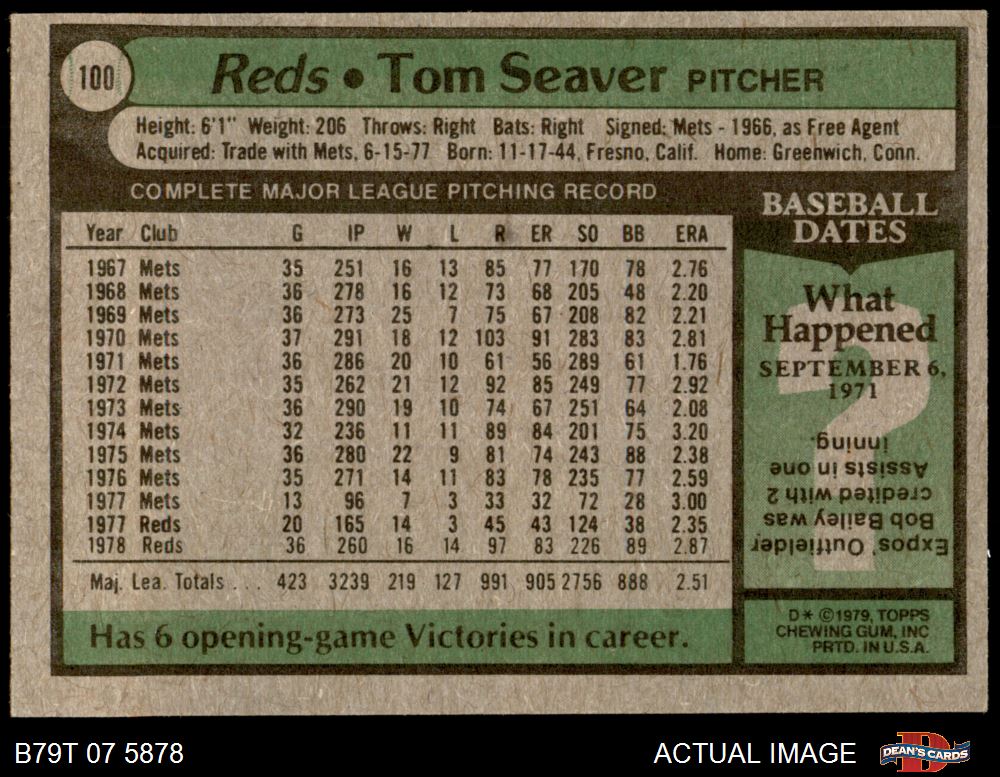 100
Reds • Tom Seaver PITCHER
Height: 6'1" Weight: 206 Throws: Right Bats: Right Signed: Mets - 1966, as Free Agent
Acquired: Trade with Mets, 6-15-77 Born: 11-17-44, Fresno, Calif. Home: Greenwich, Conn.
COMPLETE MAJOR LEAGUE PITCHING RECORD
Year Club G IP W L R ER SO BB ERA
1967 Mets 35 251 16 13 85 77 170 78 2.76
1968 Mets 36 278 16 12 73 68 205 48 2.20
1969 Mets 36 273 25 7 75 67 208 82 2.21
1970 Mets 37 291 18 12 103 91 283 83 2.81
1971 Mets 36 286 20 10 61 56 289 61 1.76
1972 Mets 35 262 21 12 92 85 249 77 2.92
1973 Mets 36 290 19 10 74 67 251 64 2.08
1974 Mets 32 236 11 11 89 84 201 75 3.20
1975 Mets 36 280 22 9 81 74 243 88 2.38
1976 Mets 35 271 14 11 83 78 235 77 2.59
1977 Mets 13 96 7 3 33 32 72 28 3.00
1977 Reds 20 165 14 3 45 43 124 38 2.35
1978 Reds 36 260 16 14 97 83 226 89 2.87
Maj. Lea. Totals . . . 423 3239 219 127 991 905 2756 888 2.51
Has 6 opening-game Victories in career.
BASEBALL
DATES
What
Happened
SEPTEMBER 6,
1971
Expos' Outfielder
Bob Bailey was
credited with 2
Assists in one
inning.
D* ©1979, TOPPS
CHEWING GUM, INC
PRTD. IN U.S.A.
B79T 07 5878
ACTUAL IMAGE
D
DEAN'S CARDS